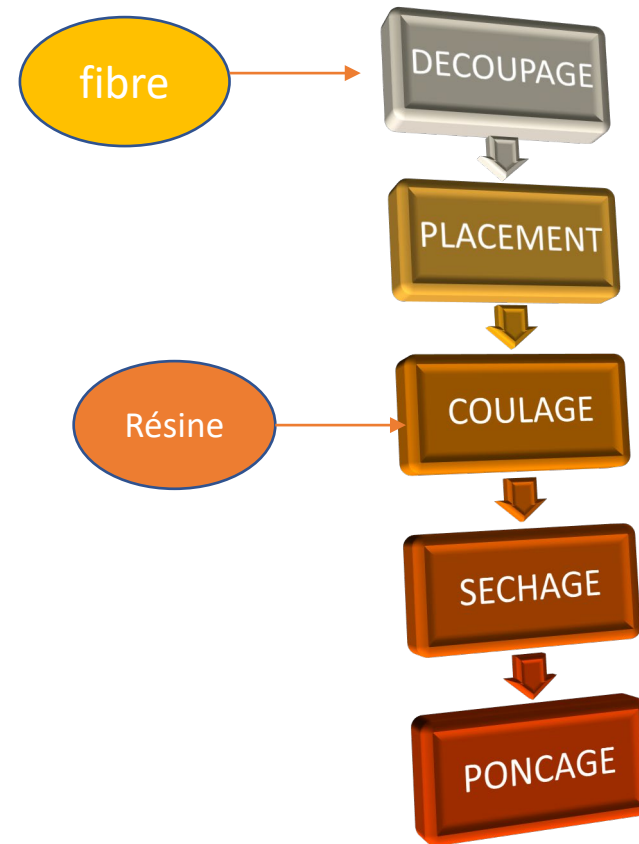 fibre
DECOUPAGE
PLACEMENT
Résine
COULAGE
SECHAGE
PONCAGE